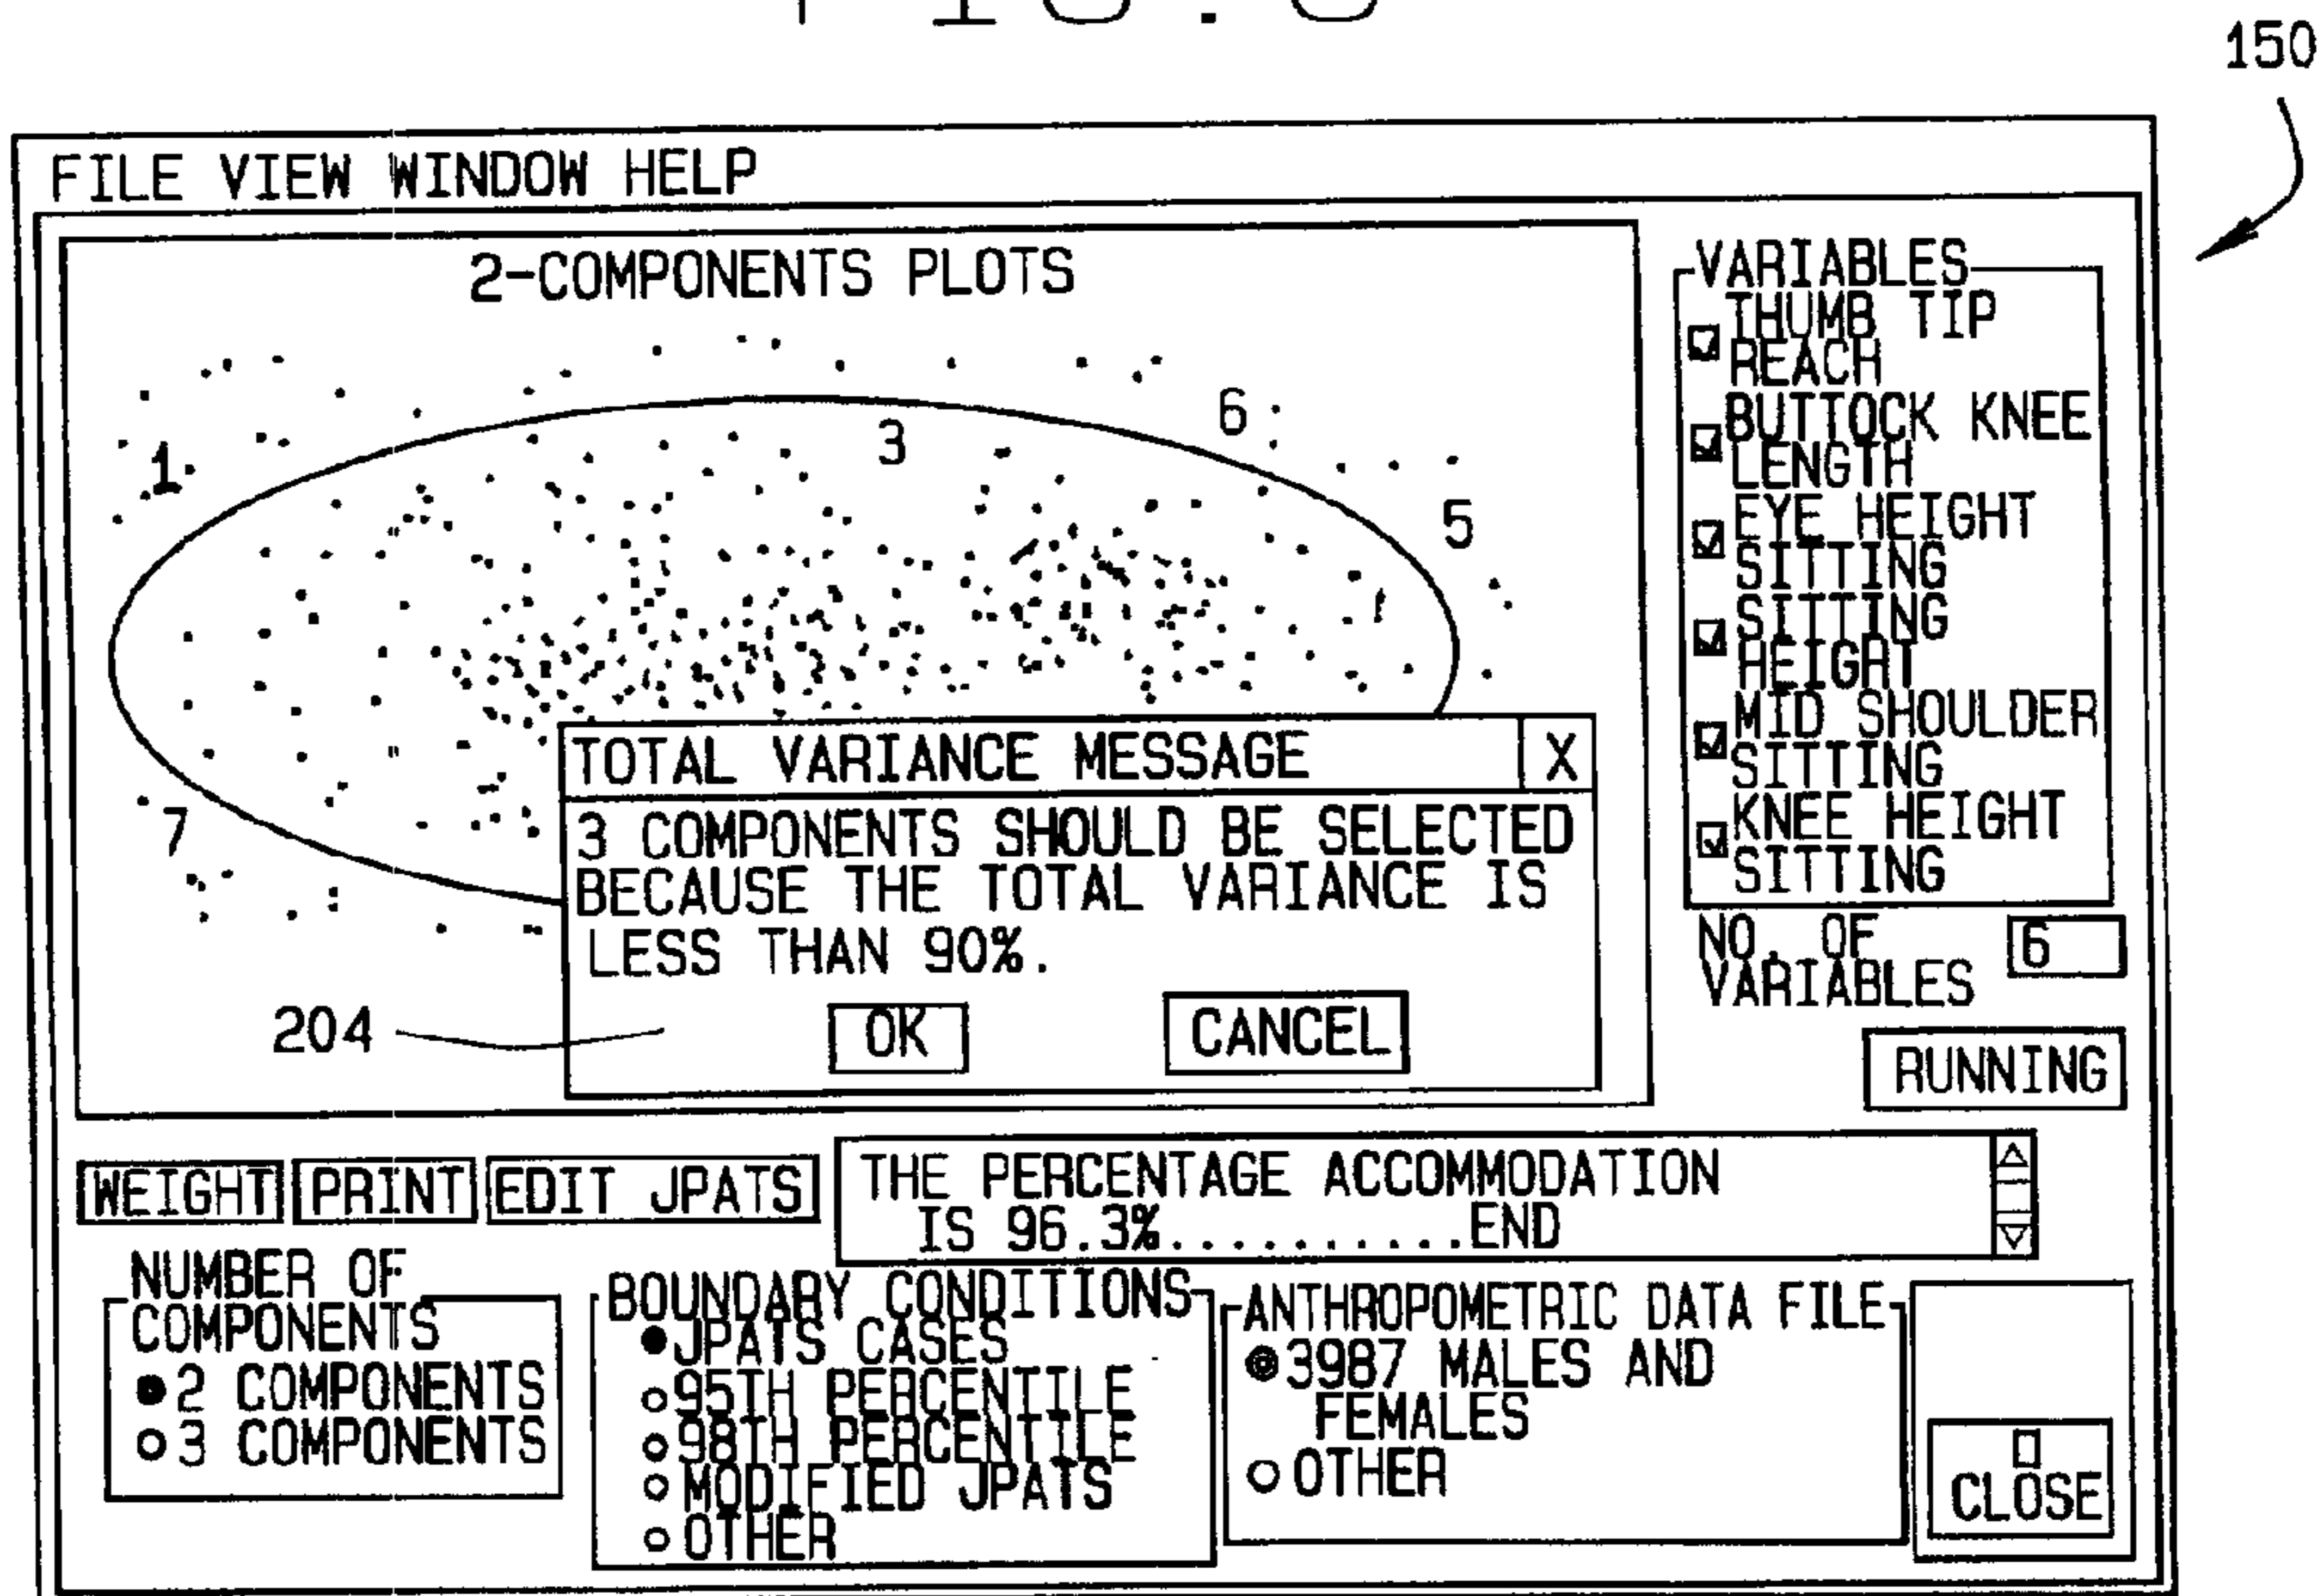 150
FILE VIEW WINDOW HELP
2-COMPONENTS PLOTS
1
3
6
5
7
VARIABLES
THUMB TIP
REACH
BUTTOCK KNEE
LENGTH
EYE HEIGHT
SITTING
SITTING
HEIGHT
MID SHOULDER
SITTING
KNEE HEIGHT
SITTING
NO. OF
VARIABLES
6
RUNNING
TOTAL VARIANCE MESSAGE X
3 COMPONENTS SHOULD BE SELECTED
BECAUSE THE TOTAL VARIANCE IS
LESS THAN 90%.
204
OK CANCEL
WEIGHT PRINT EDIT JPATS
THE PERCENTAGE ACCOMMODATION
IS 96.3%..........END
NUMBER OF
COMPONENTS
2 COMPONENTS
3 COMPONENTS
BOUNDARY CONDITIONS
JPATS CASES
95TH PERCENTILE
98TH PERCENTILE
MODIFIED JPATS
OTHER
ANTHROPOMETRIC DATA FILE
3987 MALES AND
FEMALES
OTHER
CLOSE